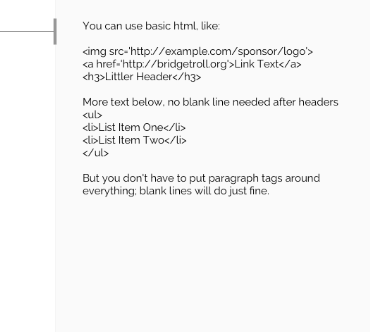 You can use basic html, like:
<img src='http://example.com/sponsor/logo'>
<a href='http://bridgetroll.org'>Link Text</a>
<h3>Littler Header</h3>
More text below, no blank line needed after headers
<ul>
<li>List Item One</li>
<li>List Item Two</li>
</ul>
But you don't have to put paragraph tags around
everything; blank lines will do just fine.